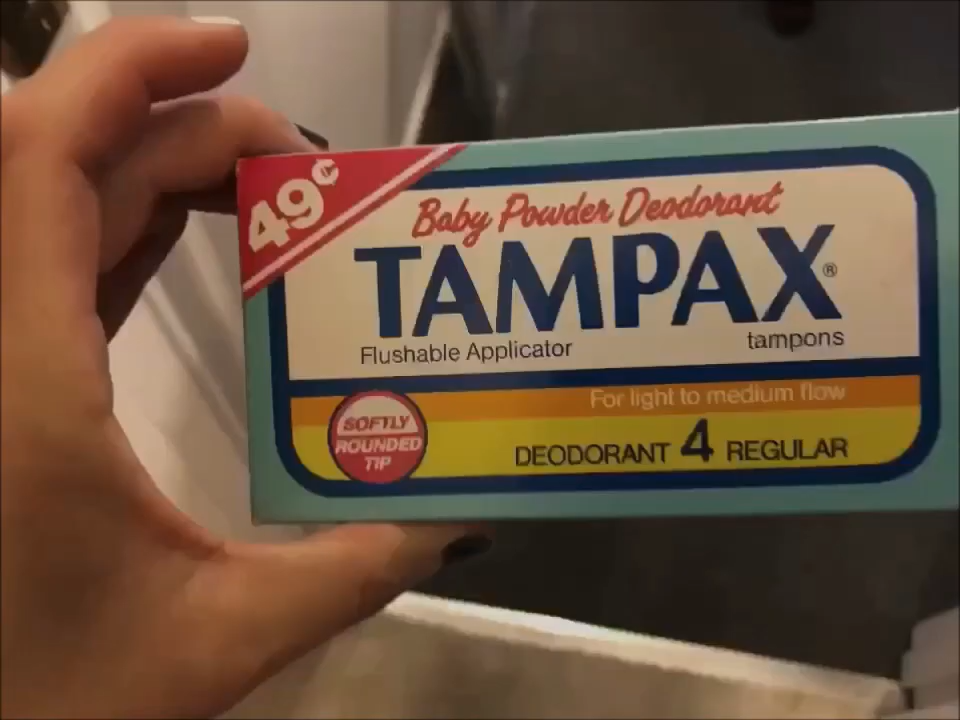 49¢
Baby Powder Deodorant
TAMPAX®
Flushable Applicator
tampons
For light to medium flow
SOFTLY
ROUNDED
TIP
DEODORANT 4 REGULAR